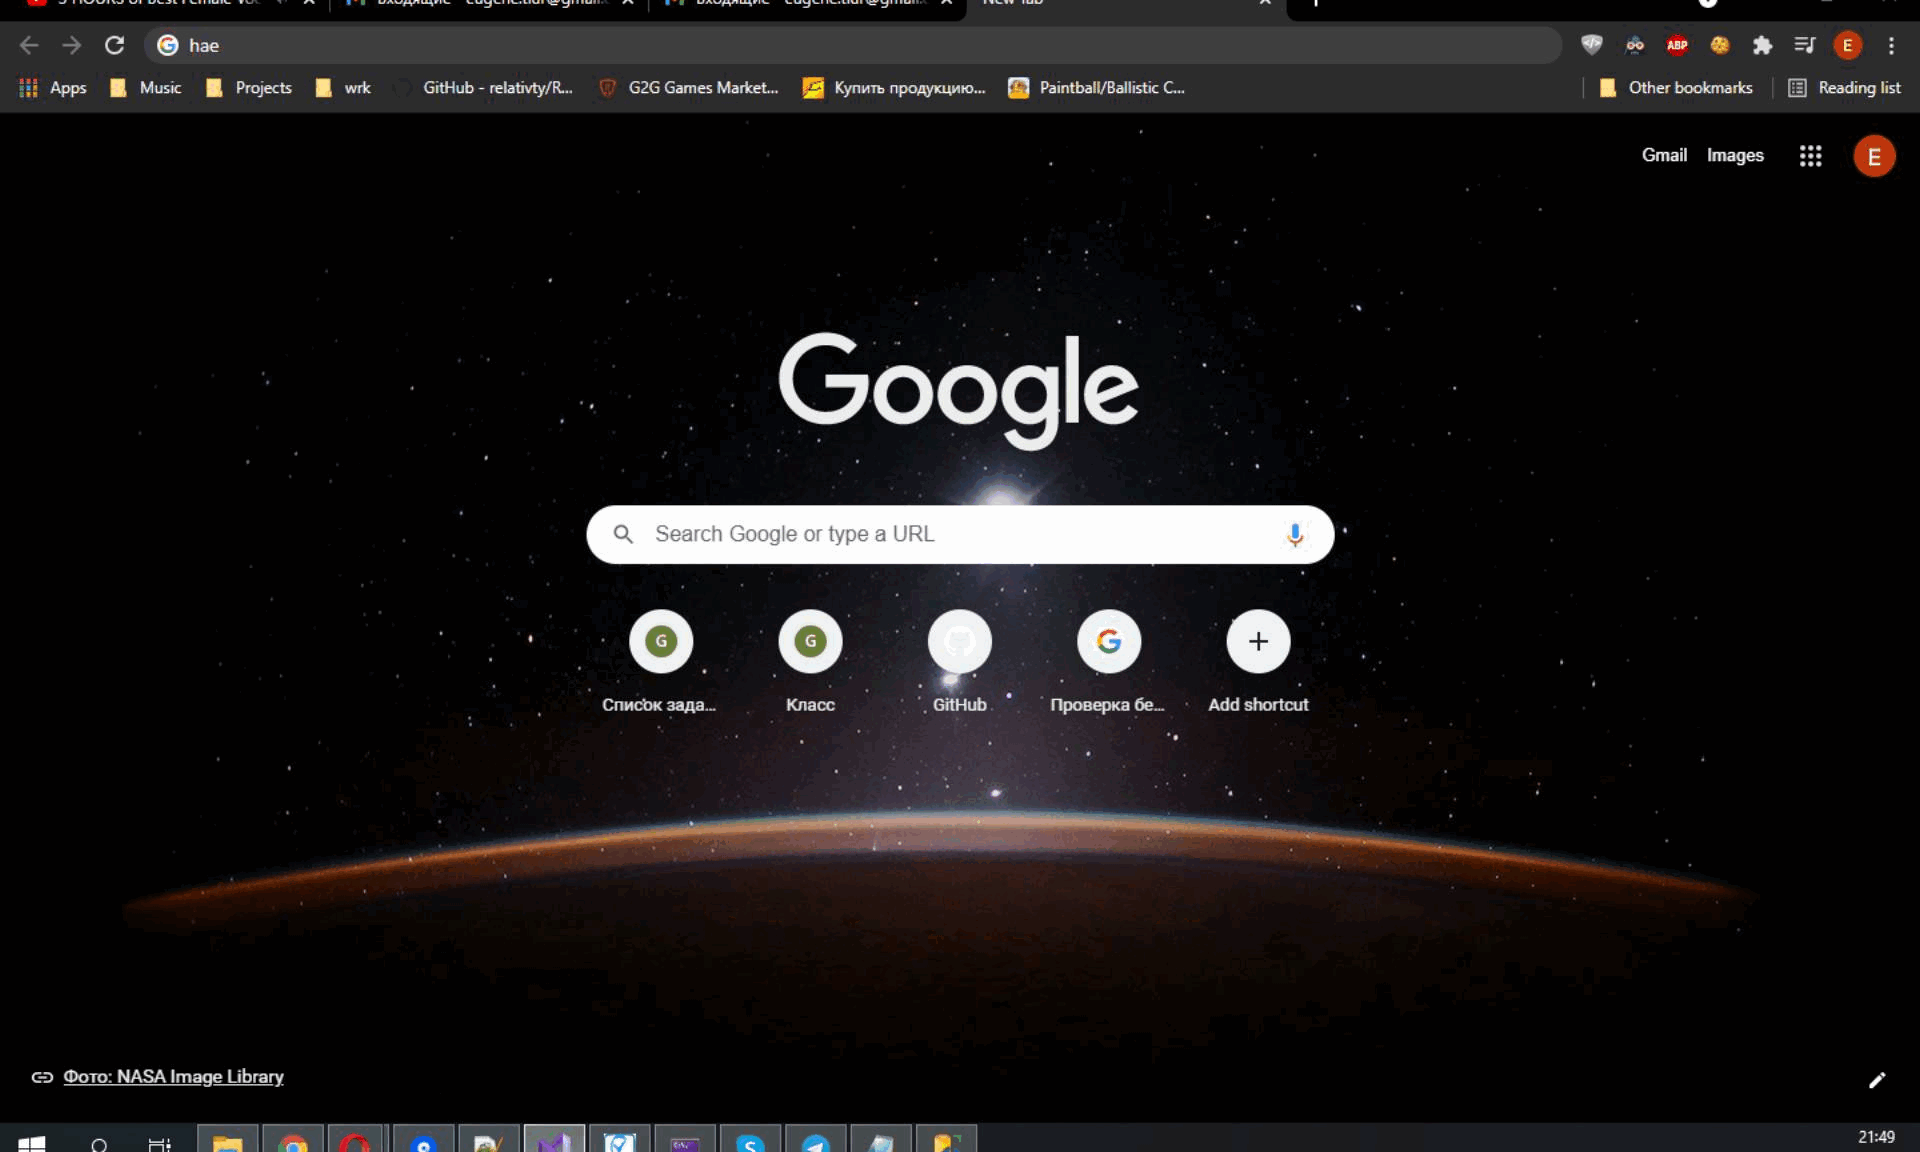 hae
Apps Music Projects wrk GitHub - relativty/R... G2G Games Market... Купить продукцию... Paintball/Ballistic C... Other bookmarks Reading list
ABP E
Gmail Images E
Google
Search Google or type a URL
G G
Список зада... Класс GitHub Проверка бе... Add shortcut
Фото: NASA Image Library
21:49